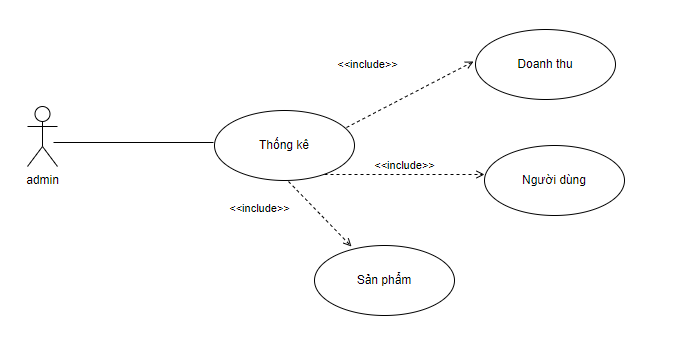 <<include>>
Doanh thu
Thống kê
<<include>>
admin
Người dùng
<<include>>
Sản phẩm